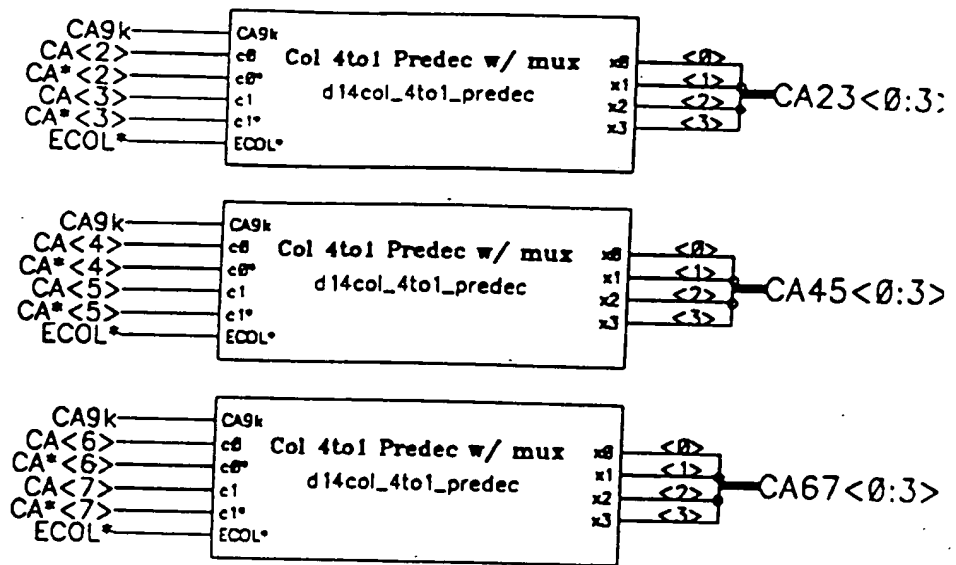 CA9k CA9k
CA<2> c0 Col 4to1 Predec w/ mux x0 <0>
CA*<2> c0* d14col_4to1_predec x1 <1>
CA<3> c1 x2 <2> CA23<0:3>
CA*<3> c1* x3 <3>
ECOL* ECOL*
CA9k CA9k
CA<4> c0 Col 4to1 Predec w/ mux x0 <0>
CA*<4> c0* d14col_4to1_predec x1 <1>
CA<5> c1 x2 <2> CA45<0:3>
CA*<5> c1* x3 <3>
ECOL* ECOL*
CA9k CA9k
CA<6> c0 Col 4to1 Predec w/ mux x0 <0>
CA*<6> c0* d14col_4to1_predec x1 <1>
CA<7> c1 x2 <2> CA67<0:3>
CA*<7> c1* x3 <3>
ECOL* ECOL*